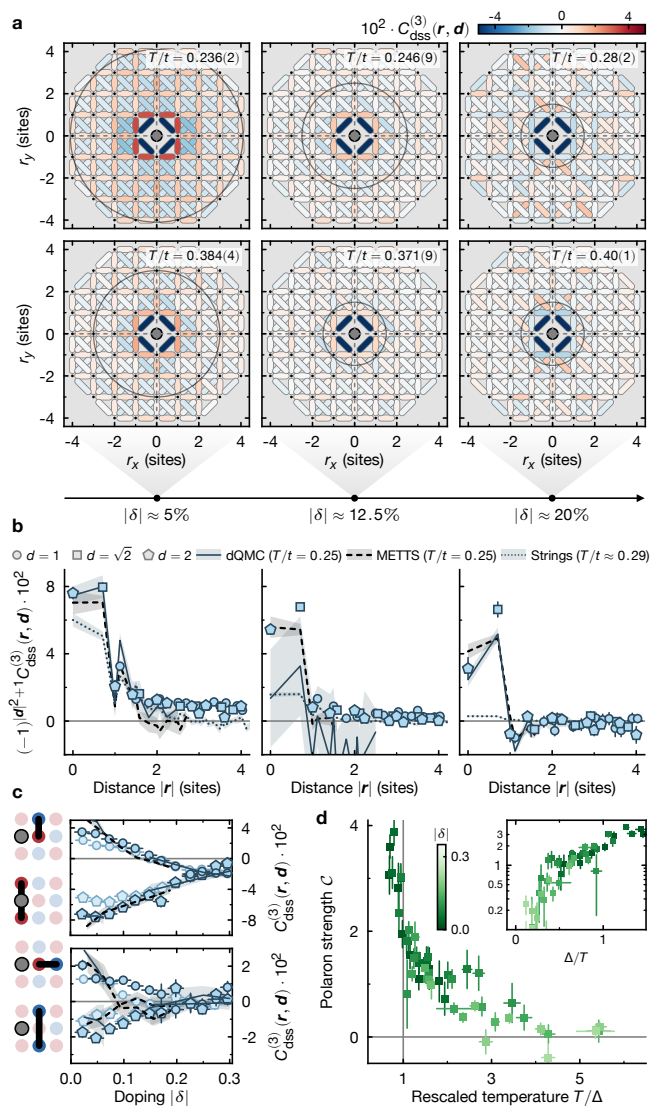 a
10² · C⁽³⁾dss(r, d)
−4 0 4
T/t = 0.236(2) T/t = 0.246(9) T/t = 0.28(2)
4
2
0
−2
−4
r_y (sites)
T/t = 0.384(4) T/t = 0.371(9) T/t = 0.40(1)
4
2
0
−2
−4
r_y (sites)
−4 −2 0 2 4 −4 −2 0 2 4 −4 −2 0 2 4
r_x (sites) r_x (sites) r_x (sites)
|δ| ≈ 5% |δ| ≈ 12.5% |δ| ≈ 20%
b
d = 1 d = √2 d = 2 dQMC (T/t = 0.25) METTS (T/t = 0.25) Strings (T/t ≈ 0.29)
(−1)^{|d|²+1} C⁽³⁾dss(r, d) · 10²
8
4
0
0 2 4 0 2 4 0 2 4
Distance |r| (sites) Distance |r| (sites) Distance |r| (sites)
c
4
0
−4
−8
C⁽³⁾dss(r, d) · 10²
2
0
−2
C⁽³⁾dss(r, d) · 10²
0.0 0.1 0.2 0.3
Doping |δ|
d
Polaron strength C
4
2
0
|δ|
0.3
0.0
3
2
1
0.5
0.2
0 1
Δ/T
1 3 5
Rescaled temperature T/Δ